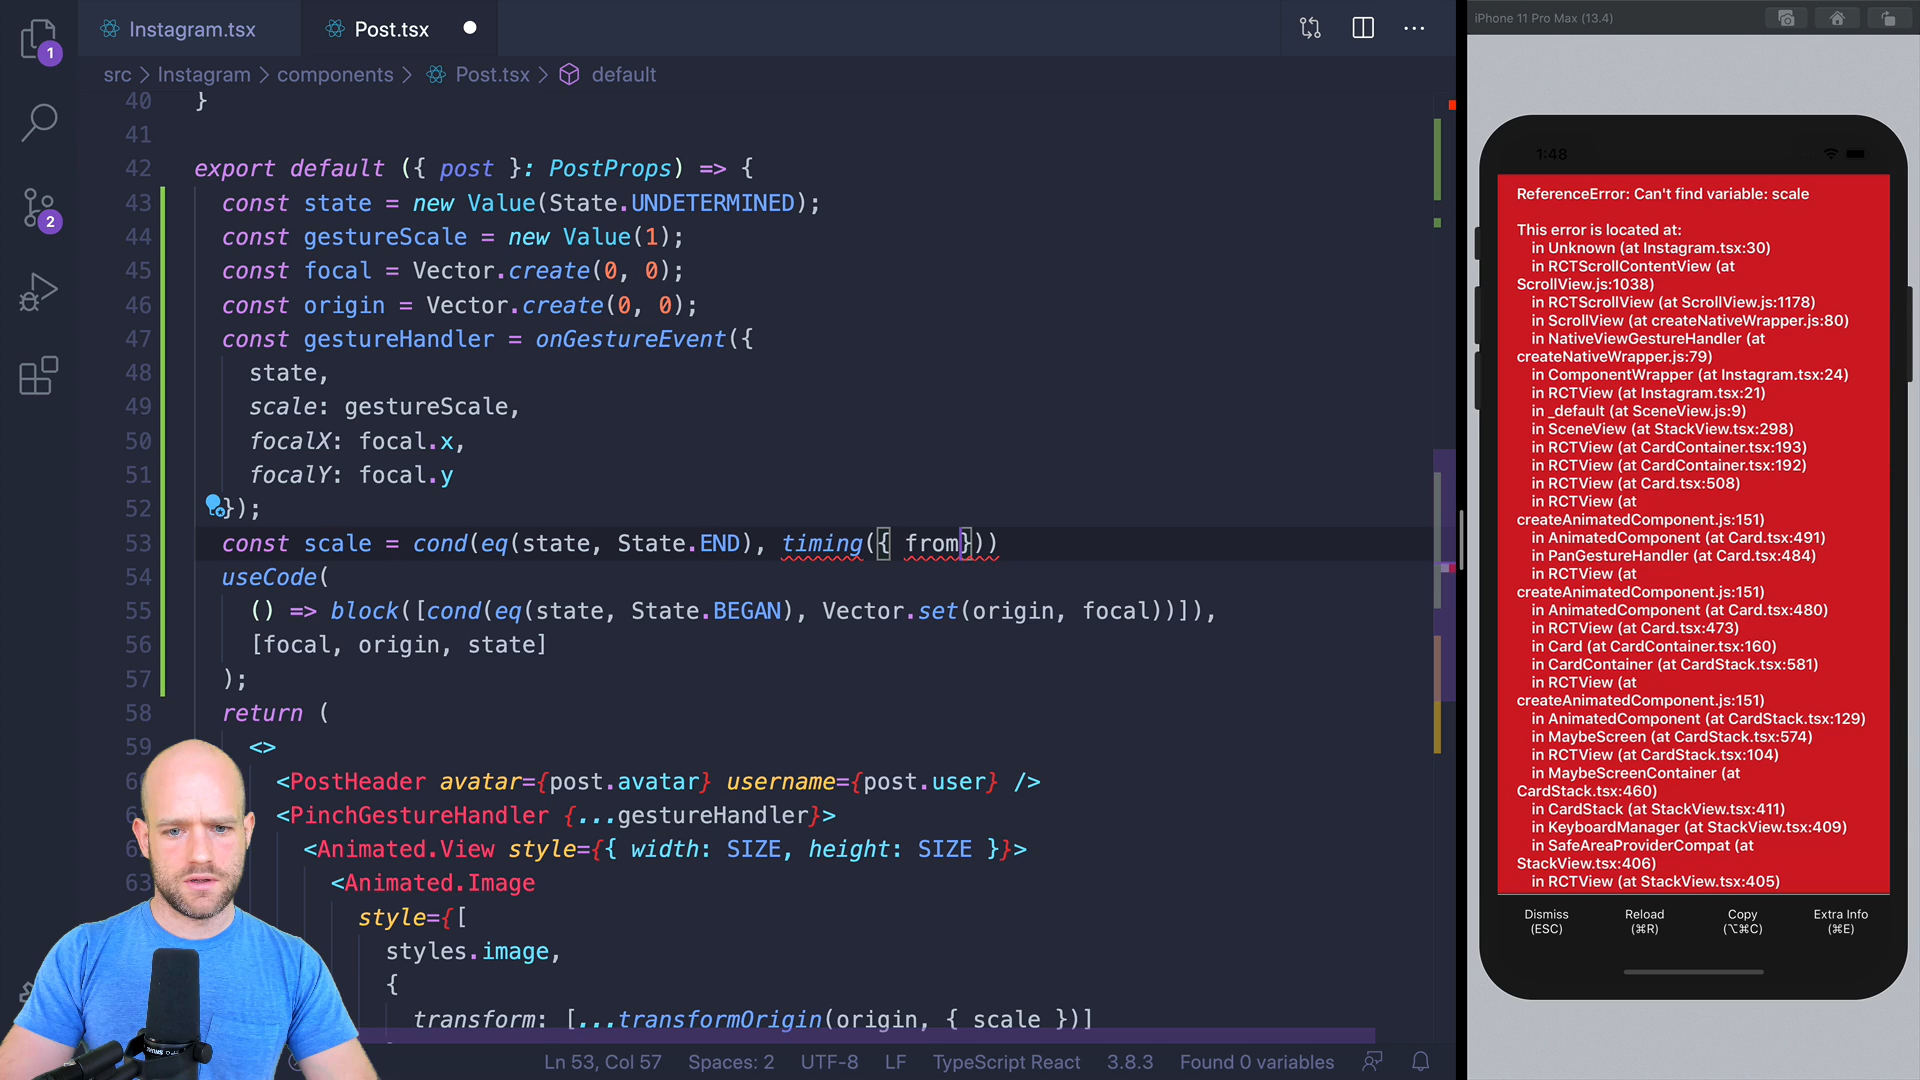 Instagram.tsx
Post.tsx
iPhone 11 Pro Max (13.4)
1
2
src > Instagram > components > Post.tsx > default
40 }
41
42 export default ({ post }: PostProps) => {
43 const state = new Value(State.UNDETERMINED);
44 const gestureScale = new Value(1);
45 const focal = Vector.create(0, 0);
46 const origin = Vector.create(0, 0);
47 const gestureHandler = onGestureEvent({
48 state,
49 scale: gestureScale,
50 focalX: focal.x,
51 focalY: focal.y
52 });
53 const scale = cond(eq(state, State.END), timing({ from}))
54 useCode(
55 () => block([cond(eq(state, State.BEGAN), Vector.set(origin, focal))]),
56 [focal, origin, state]
57 );
58 return (
59 <>
<PostHeader avatar={post.avatar} username={post.user} />
<PinchGestureHandler {...gestureHandler}>
<Animated.View style={{ width: SIZE, height: SIZE }}>
63 <Animated.Image
style={[
styles.image,
{
transform: [...transformOrigin(origin, { scale })]
Ln 53, Col 57
Spaces: 2
UTF-8
LF
TypeScript React
3.8.3
Found 0 variables
1:48
ReferenceError: Can't find variable: scale
This error is located at:
in Unknown (at Instagram.tsx:30)
in RCTScrollContentView (at
ScrollView.js:1038)
in RCTScrollView (at ScrollView.js:1178)
in ScrollView (at createNativeWrapper.js:80)
in NativeViewGestureHandler (at
createNativeWrapper.js:79)
in ComponentWrapper (at Instagram.tsx:24)
in RCTView (at Instagram.tsx:21)
in _default (at SceneView.js:9)
in SceneView (at StackView.tsx:298)
in RCTView (at CardContainer.tsx:193)
in RCTView (at CardContainer.tsx:192)
in RCTView (at Card.tsx:508)
in RCTView (at
createAnimatedComponent.js:151)
in AnimatedComponent (at Card.tsx:491)
in PanGestureHandler (at Card.tsx:484)
in RCTView (at
createAnimatedComponent.js:151)
in AnimatedComponent (at Card.tsx:480)
in RCTView (at Card.tsx:473)
in Card (at CardContainer.tsx:160)
in CardContainer (at CardStack.tsx:581)
in RCTView (at
createAnimatedComponent.js:151)
in AnimatedComponent (at CardStack.tsx:129)
in MaybeScreen (at CardStack.tsx:574)
in RCTView (at CardStack.tsx:104)
in MaybeScreenContainer (at
CardStack.tsx:460)
in CardStack (at StackView.tsx:411)
in KeyboardManager (at StackView.tsx:409)
in SafeAreaProviderCompat (at
StackView.tsx:406)
in RCTView (at StackView.tsx:405)
Dismiss
(ESC)
Reload
(⌘R)
Copy
(⌥⌘C)
Extra Info
(⌘E)